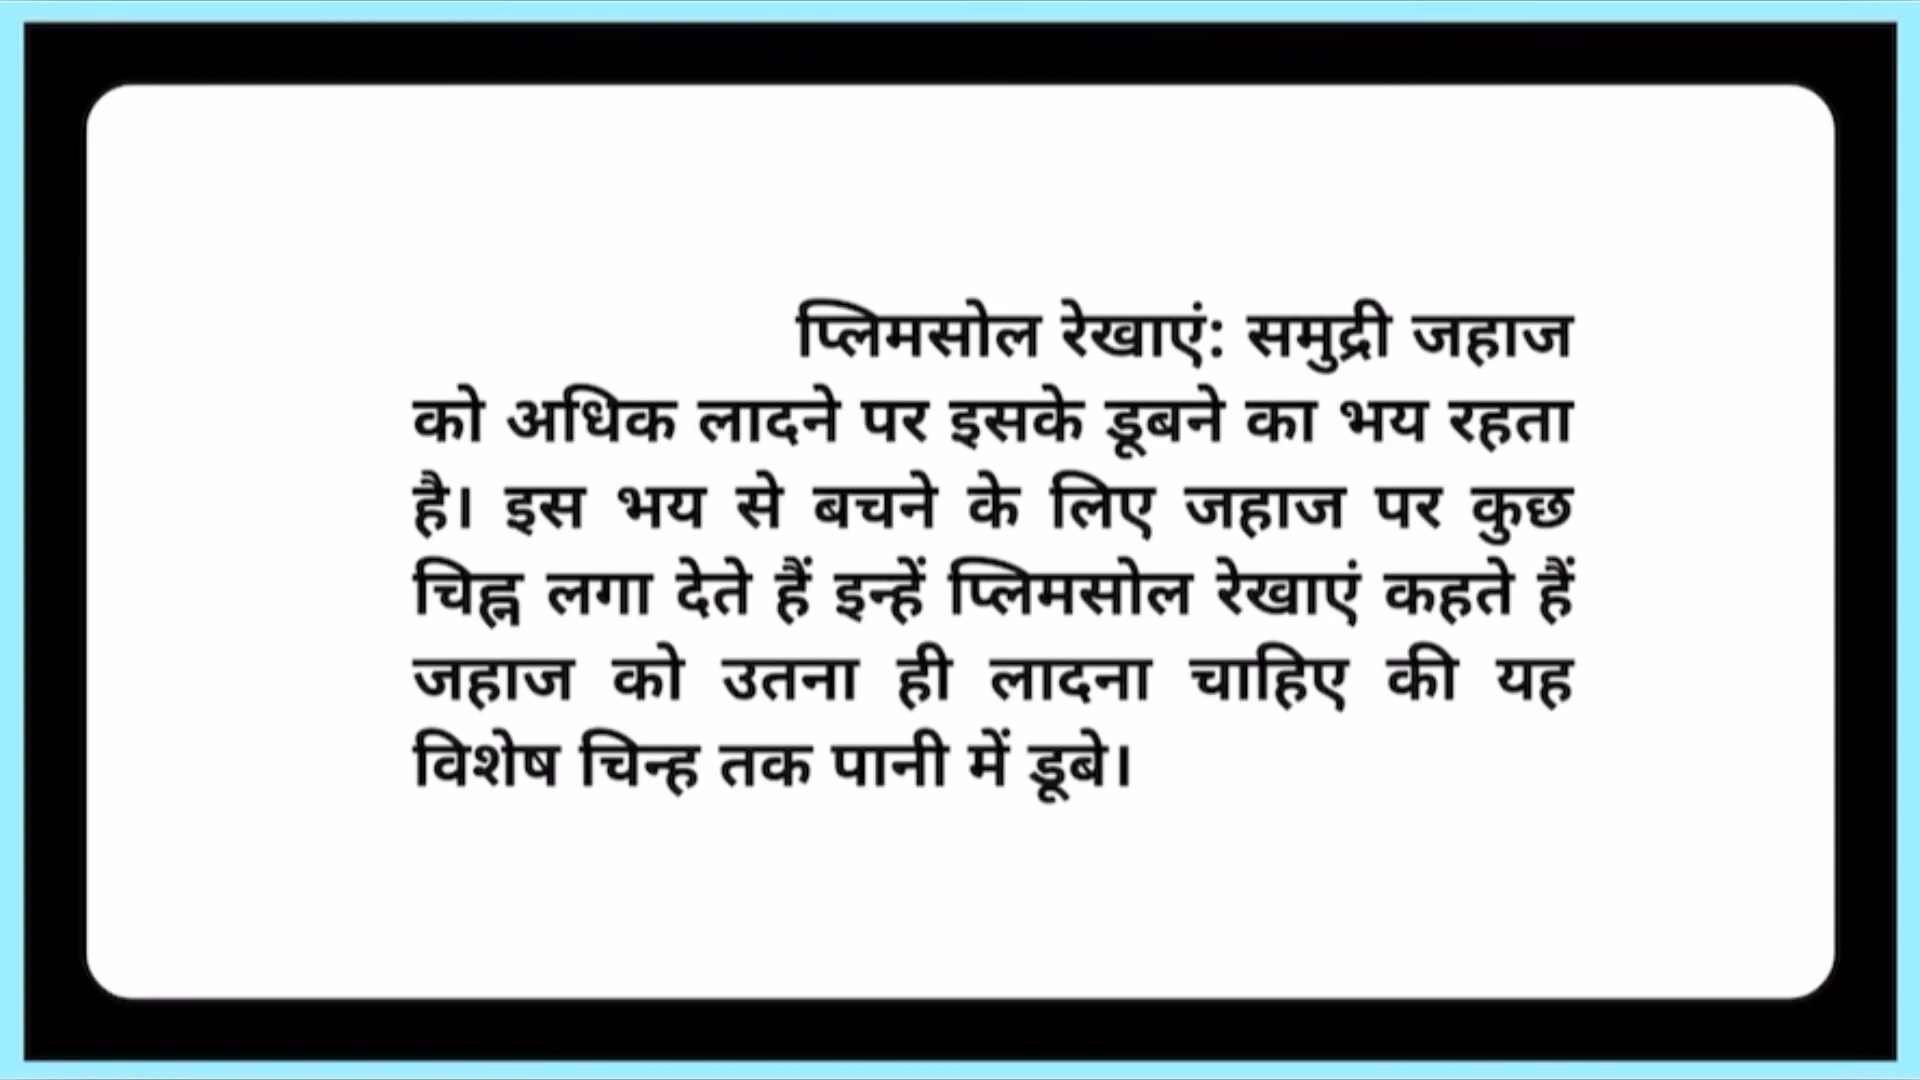 प्लिमसोल रेखाएं: समुद्री जहाज
को अधिक लादने पर इसके डूबने का भय रहता
है। इस भय से बचने के लिए जहाज पर कुछ
चिह्न लगा देते हैं इन्हें प्लिमसोल रेखाएं कहते हैं
जहाज को उतना ही लादना चाहिए की यह
विशेष चिन्ह तक पानी में डूबे।